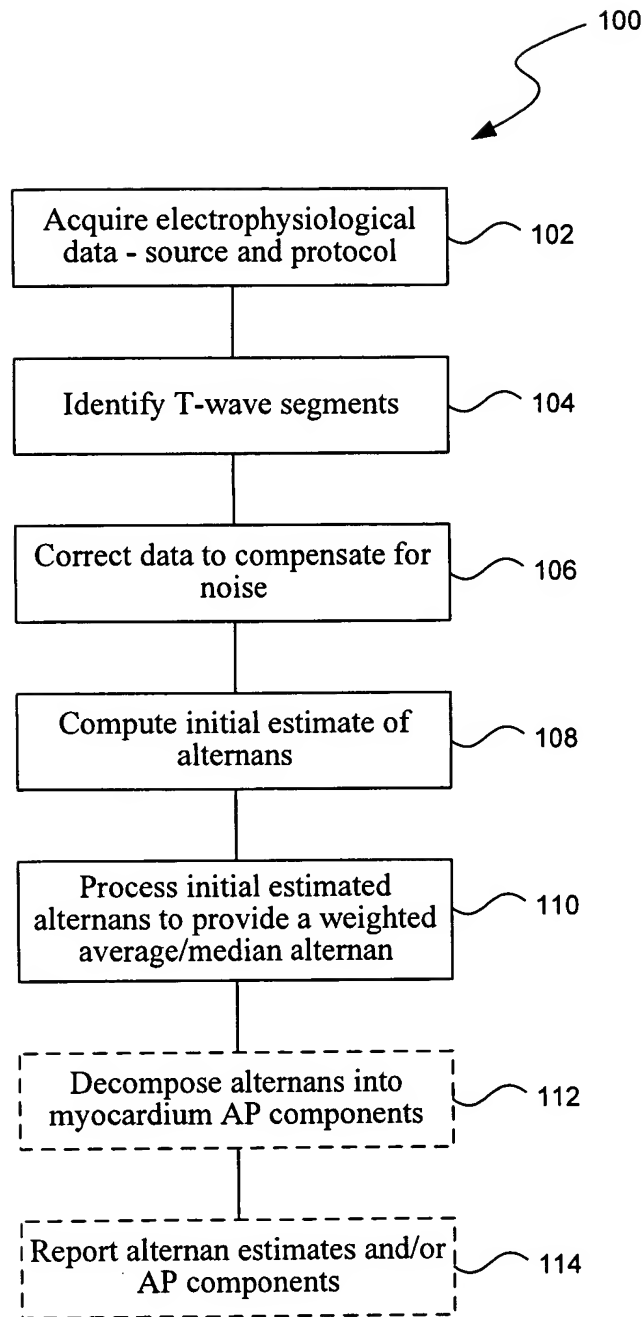 100
Acquire electrophysiological
data - source and protocol
102
Identify T-wave segments
104
Correct data to compensate for
noise
106
Compute initial estimate of
alternans
108
Process initial estimated
alternans to provide a weighted
average/median alternan
110
Decompose alternans into
myocardium AP components
112
Report alternan estimates and/or
AP components
114